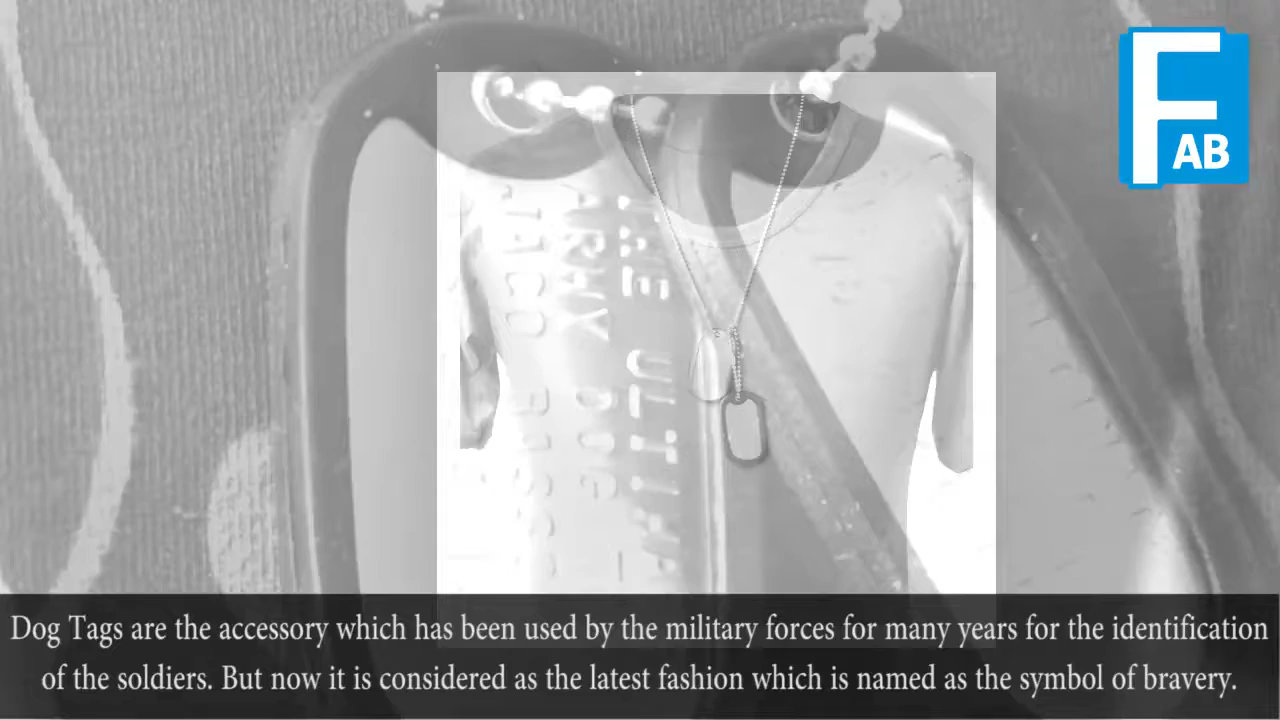 F
AB
Dog Tags are the accessory which has been used by the military forces for many years for the identification
of the soldiers. But now it is considered as the latest fashion which is named as the symbol of bravery.